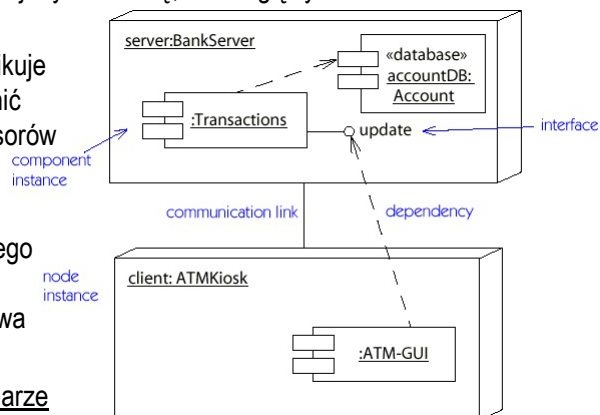 server:BankServer
«database»
accountDB:
Account
:Transactions
update
interface
component
instance
communication link
dependency
node
instance
client: ATMKiosk
:ATM-GUI